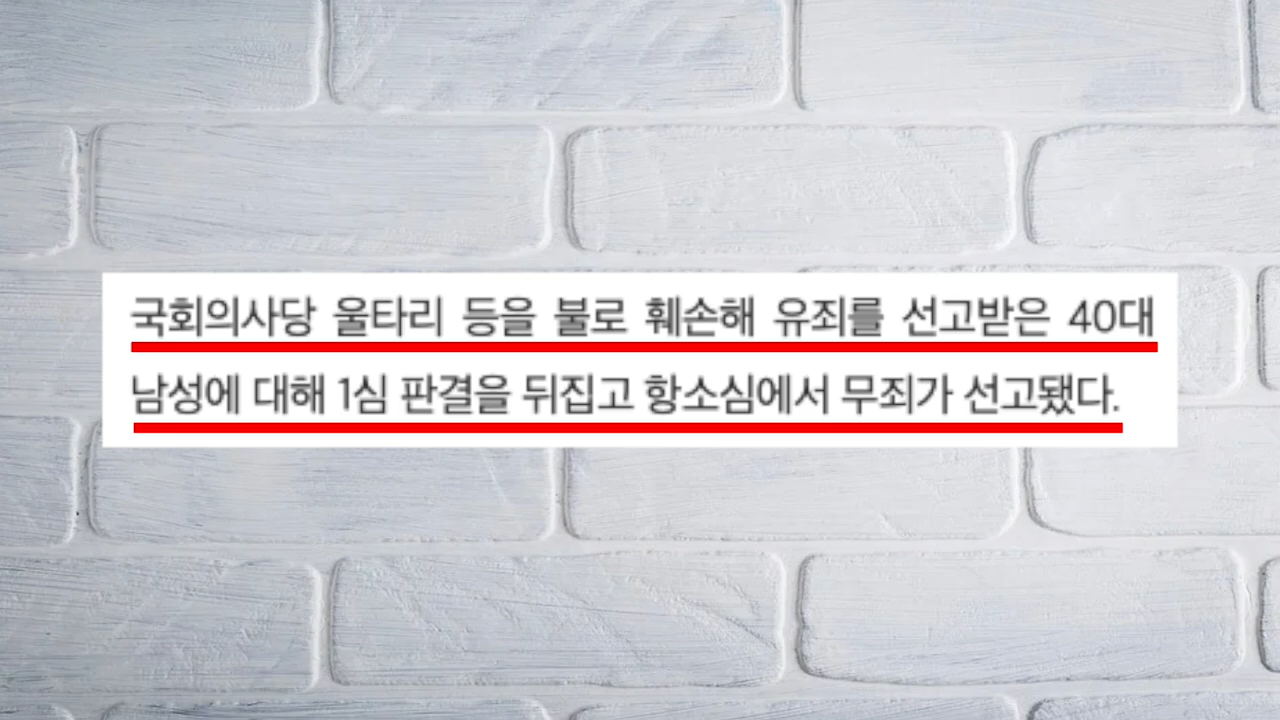 국회의사당 울타리 등을 불로 훼손해 유죄를 선고받은 40대
남성에 대해 1심 판결을 뒤집고 항소심에서 무죄가 선고됐다.